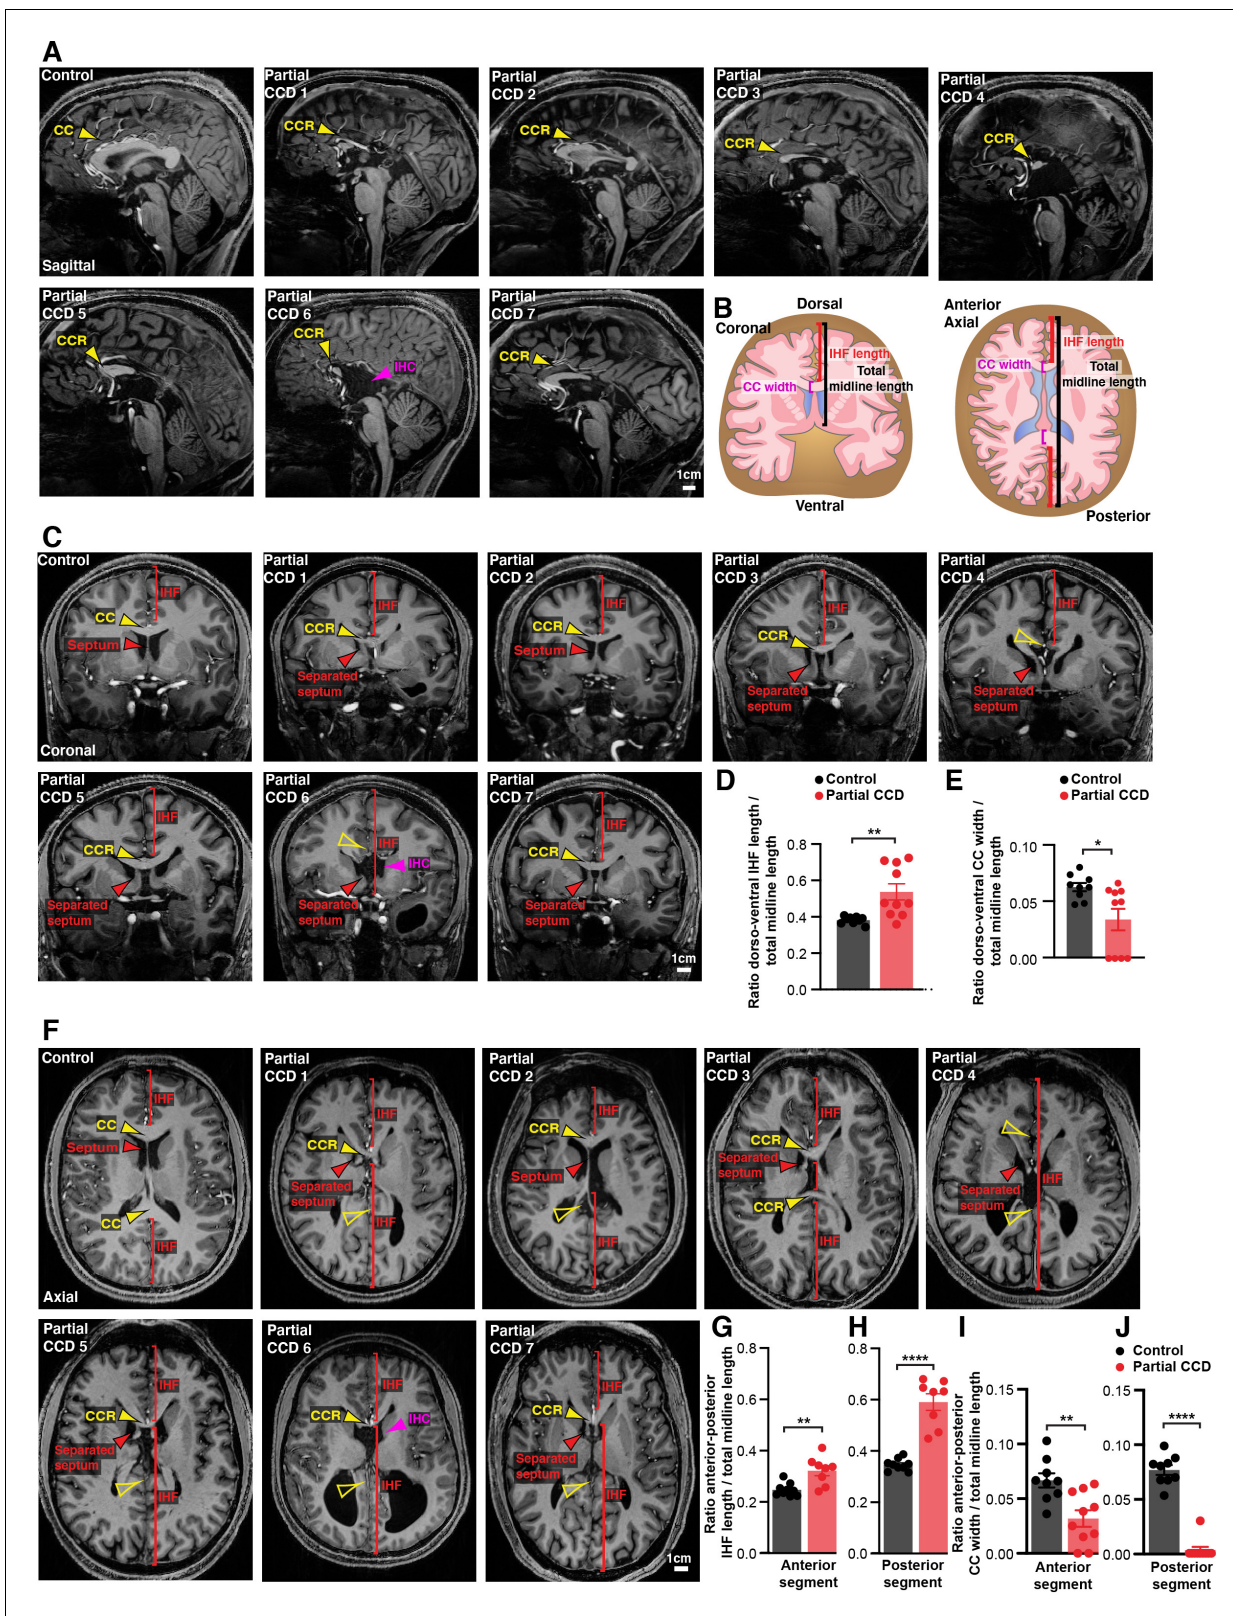 A
Control
CC
Sagittal
Partial
CCD 1
CCR
Partial
CCD 2
CCR
Partial
CCD 3
CCR
Partial
CCD 4
CCR
Partial
CCD 5
CCR
Partial
CCD 6
CCR
IHC
Partial
CCD 7
CCR
1cm
B
Dorsal
Coronal
IHF length
Total
midline length
CC width
Ventral
Anterior
Axial
IHF length
CC width
Total
midline length
Posterior
C
Control
IHF
CC
Septum
Coronal
Partial
CCD 1
IHF
CCR
Separated
septum
Partial
CCD 2
IHF
CCR
Septum
Partial
CCD 3
IHF
CCR
Separated
septum
Partial
CCD 4
IHF
Separated
septum
Partial
CCD 5
IHF
CCR
Separated
septum
Partial
CCD 6
IHF
IHC
Separated
septum
Partial
CCD 7
IHF
CCR
Separated
septum
1cm
D
Control
Partial CCD
Ratio dorso-ventral IHF length /
total midline length
0.8
0.6
0.4
0.2
0.0
**
E
Control
Partial CCD
Ratio dorso-ventral CC width /
total midline length
0.10
0.05
0.00
*
F
Control
IHF
CC
Septum
CC
IHF
Axial
Partial
CCD 1
IHF
CCR
Separated
septum
IHF
Partial
CCD 2
IHF
CCR
Septum
IHF
Partial
CCD 3
IHF
CCR
Separated
septum
CCR
IHF
Partial
CCD 4
IHF
Separated
septum
Partial
CCD 5
IHF
CCR
Separated
septum
IHF
Partial
CCD 6
IHF
CCR
IHC
IHF
Partial
CCD 7
IHF
CCR
Separated
septum
IHF
1cm
G
Ratio anterior-posterior
IHF length / total midline length
0.8
0.6
0.4
0.2
0.0
**
Anterior
segment
H
0.8
0.6
0.4
0.2
0.0
****
Posterior
segment
I
Ratio anterior-posterior
CC width / total midline length
0.15
0.10
0.05
0.00
**
Anterior
segment
J
Control
Partial CCD
0.15
0.10
0.05
0.00
****
Posterior
segment